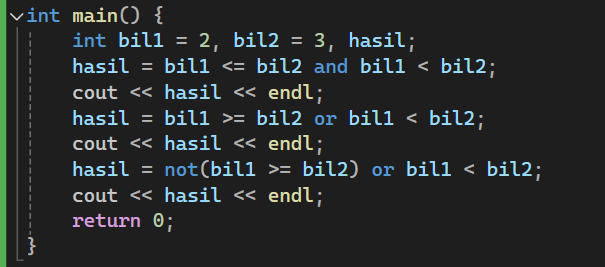 int main() {
    int bil1 = 2, bil2 = 3, hasil;
    hasil = bil1 <= bil2 and bil1 < bil2;
    cout << hasil << endl;
    hasil = bil1 >= bil2 or bil1 < bil2;
    cout << hasil << endl;
    hasil = not(bil1 >= bil2) or bil1 < bil2;
    cout << hasil << endl;
    return 0;
}